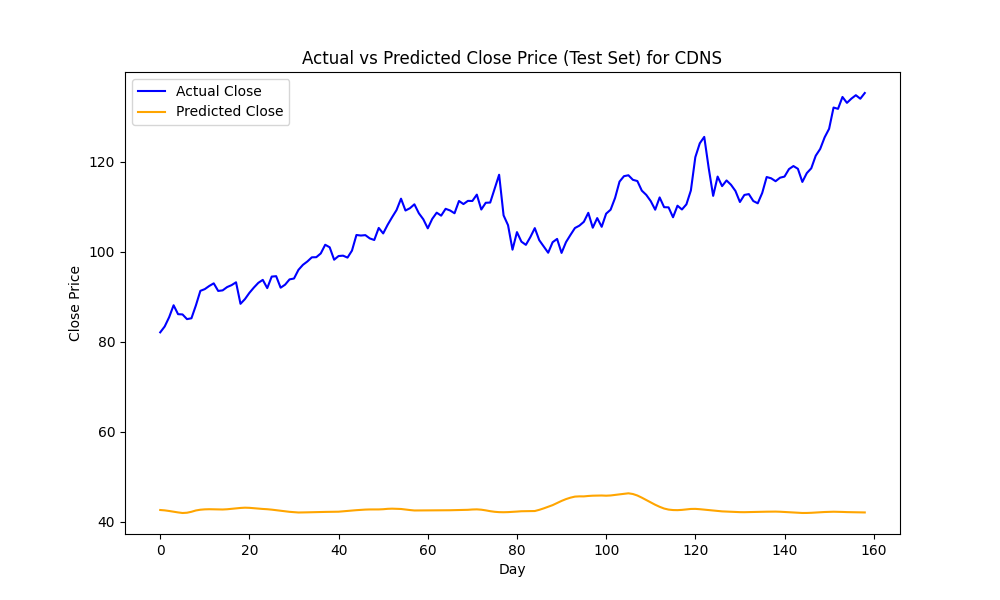 Actual vs Predicted Close Price (Test Set) for CDNS
Actual Close
Predicted Close
Close Price
120
100
80
60
40
0 20 40 60 80 100 120 140 160
Day